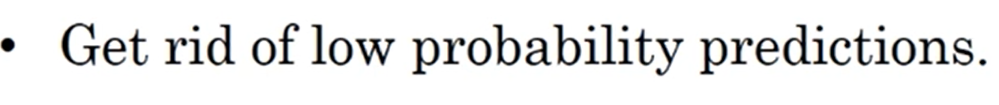 • Get rid of low probability predictions.